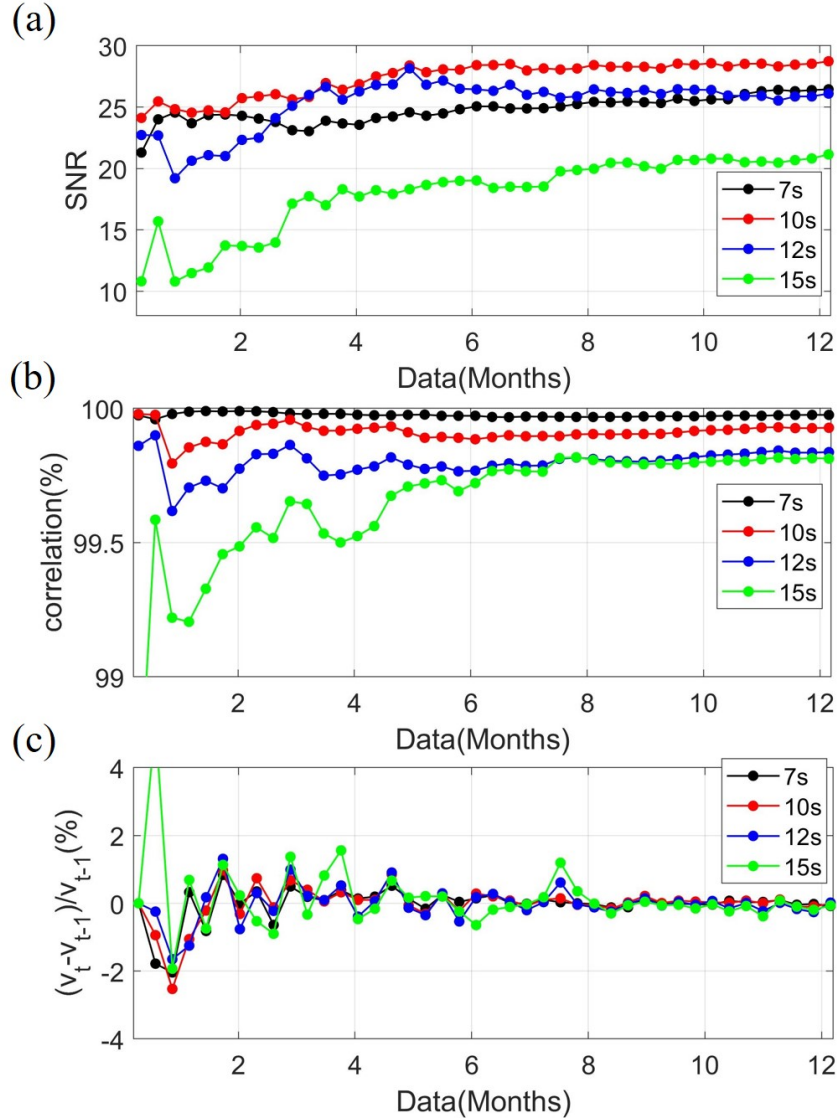 (a)
30
25
20
15
10
SNR
7s
10s
12s
15s
2
4
6
8
10
12
Data(Months)
(b)
100
99.5
99
correlation(%)
7s
10s
12s
15s
2
4
6
8
10
12
Data(Months)
(c)
4
2
0
-2
-4
(vt-vt-1)/vt-1(%)
7s
10s
12s
15s
2
4
6
8
10
12
Data(Months)